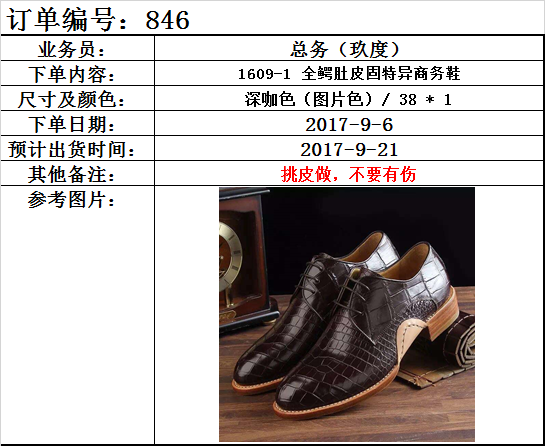 订单编号：846
业务员： 总务（玖度）
下单内容： 1609-1 全鳄肚皮固特异商务鞋
尺寸及颜色： 深咖色（图片色）/ 38 * 1
下单日期： 2017-9-6
预计出货时间： 2017-9-21
其他备注： 挑皮做，不要有伤
参考图片：